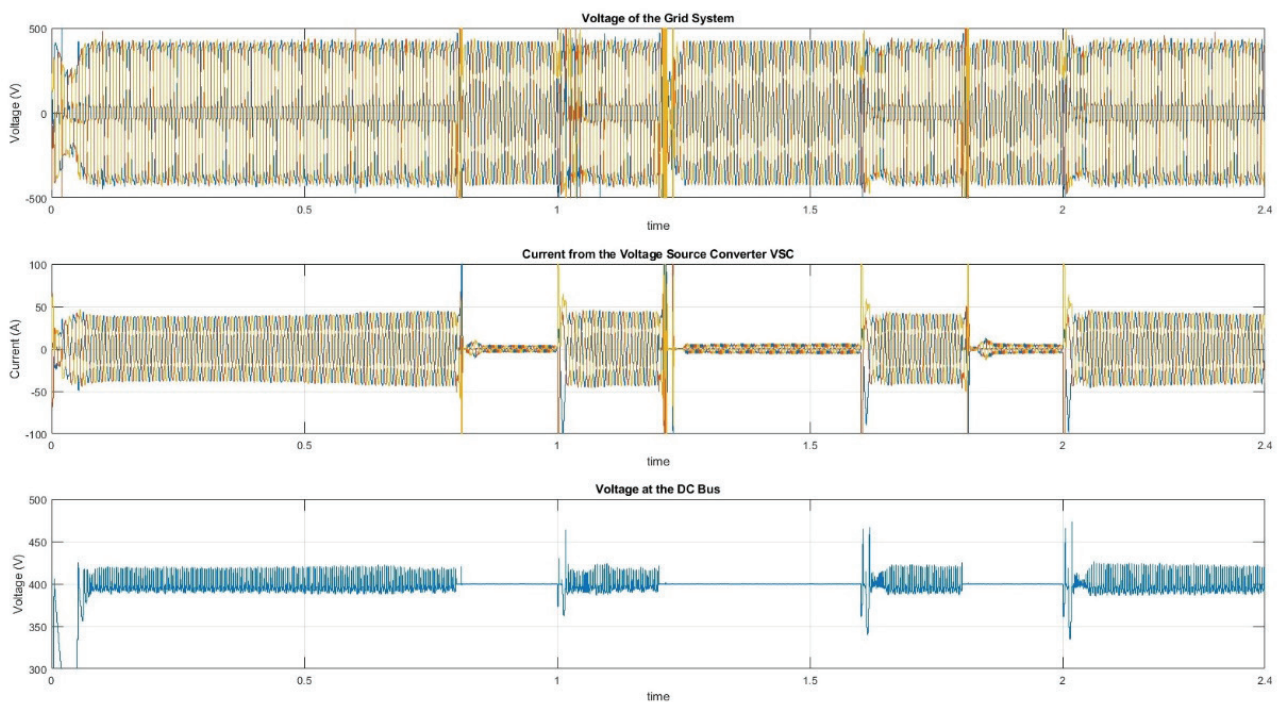 Voltage of the Grid System
500
0
-500
Voltage (V)
0 0.5 1 1.5 2 2.4
time
Current from the Voltage Source Converter VSC
100
50
0
-50
-100
Current (A)
0 0.5 1 1.5 2 2.4
time
Voltage at the DC Bus
500
450
400
350
300
Voltage (V)
0 0.5 1 1.5 2 2.4
time